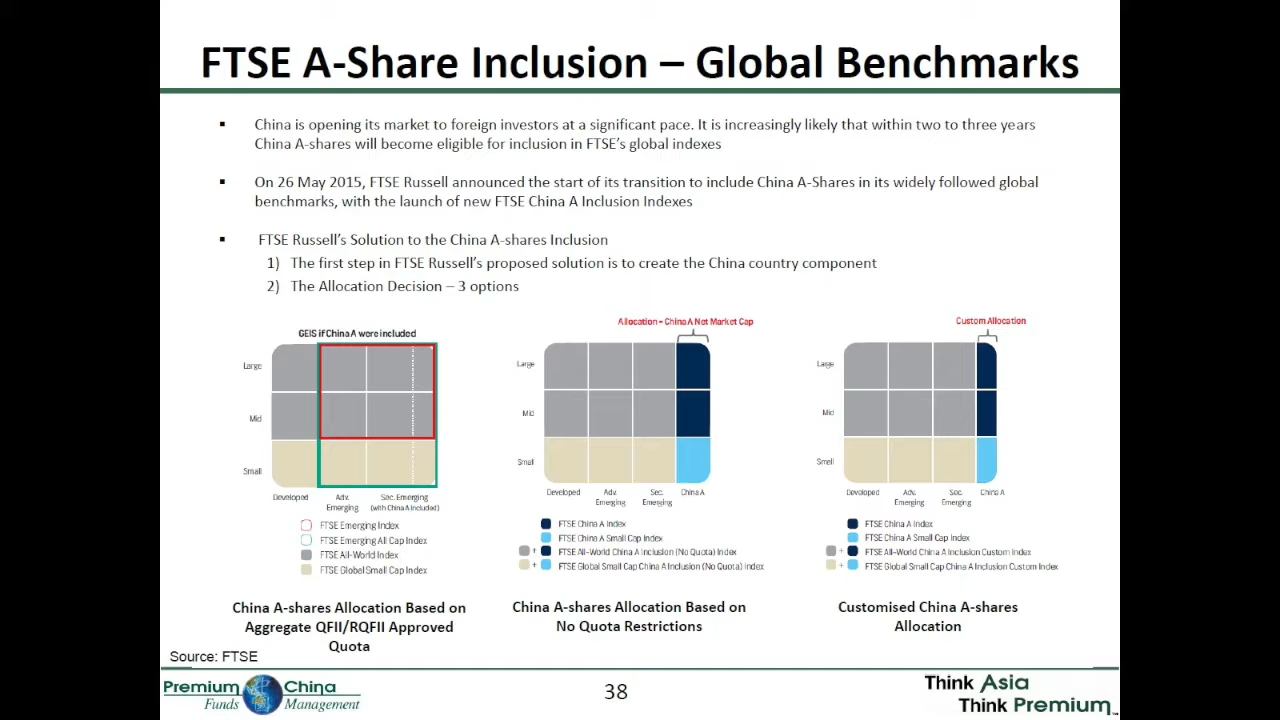 FTSE A-Share Inclusion – Global Benchmarks
▪ China is opening its market to foreign investors at a significant pace. It is increasingly likely that within two to three years
China A-shares will become eligible for inclusion in FTSE's global indexes
▪ On 26 May 2015, FTSE Russell announced the start of its transition to include China A-Shares in its widely followed global
benchmarks, with the launch of new FTSE China A Inclusion Indexes
▪ FTSE Russell's Solution to the China A-shares Inclusion
1) The first step in FTSE Russell's proposed solution is to create the China country component
2) The Allocation Decision – 3 options
GEIS if China A were included
Large
Mid
Small
Developed
Adv.
Emerging
Sec. Emerging
(with China A Included)
FTSE Emerging Index
FTSE Emerging All Cap Index
FTSE All-World Index
FTSE Global Small Cap Index
China A-shares Allocation Based on
Aggregate QFII/RQFII Approved
Quota
Allocation = China A Net Market Cap
Large
Mid
Small
Developed
Adv.
Emerging
Sec.
Emerging
China A
FTSE China A Index
FTSE China A Small Cap Index
+ FTSE All-World China A Inclusion (No Quota) Index
+ FTSE Global Small Cap China A Inclusion (No Quota) Index
China A-shares Allocation Based on
No Quota Restrictions
Custom Allocation
Large
Mid
Small
Developed
Adv.
Emerging
Sec.
Emerging
China A
FTSE China A Index
FTSE China A Small Cap Index
+ FTSE All-World China A Inclusion Custom Index
+ FTSE Global Small Cap China A Inclusion Custom Index
Customised China A-shares
Allocation
Source: FTSE
Premium China
Funds Management
38
Think Asia
Think Premium™